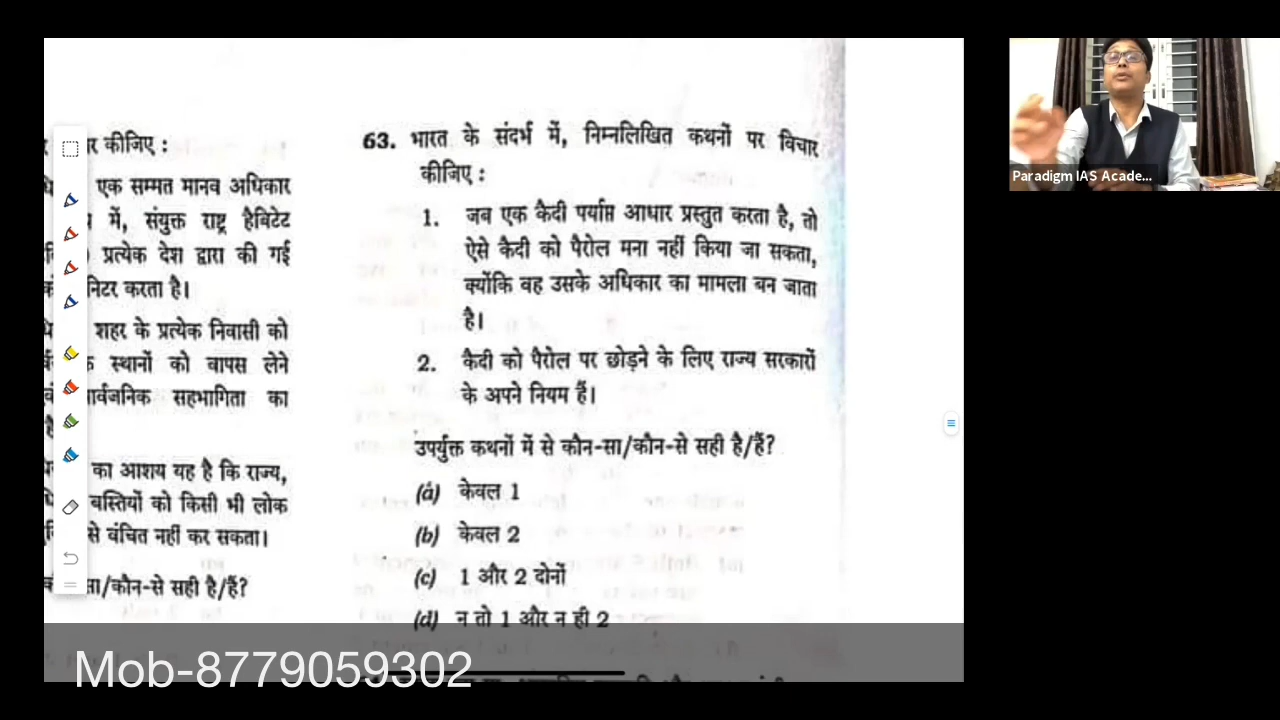 र कीजिए :
एक सम्मत मानव अधिकार
में, संयुक्त राष्ट्र हैबिटेट
प्रत्येक देश द्वारा की गई
निटर करता है।
शहर के प्रत्येक निवासी को
स्थानों को वापस लेने
सार्वजनिक सहभागिता का
का आशय यह है कि राज्य,
बस्तियों को किसी भी लोक
से वंचित नहीं कर सकता।
सा/कौन-से सही है/हैं?
63. भारत के संदर्भ में, निम्नलिखित कथनों पर विचार
कीजिए :
1. जब एक कैदी पर्याप्त आधार प्रस्तुत करता है, तो
ऐसे कैदी को पैरोल मना नहीं किया जा सकता,
क्योंकि वह उसके अधिकार का मामला बन जाता
है।
2. कैदी को पैरोल पर छोड़ने के लिए राज्य सरकारों
के अपने नियम हैं।
उपर्युक्त कथनों में से कौन-सा/कौन-से सही है/हैं?
(a) केवल 1
(b) केवल 2
(c) 1 और 2 दोनों
(d) न तो 1 और न ही 2
Mob-8779059302
Paradigm IAS Acade...